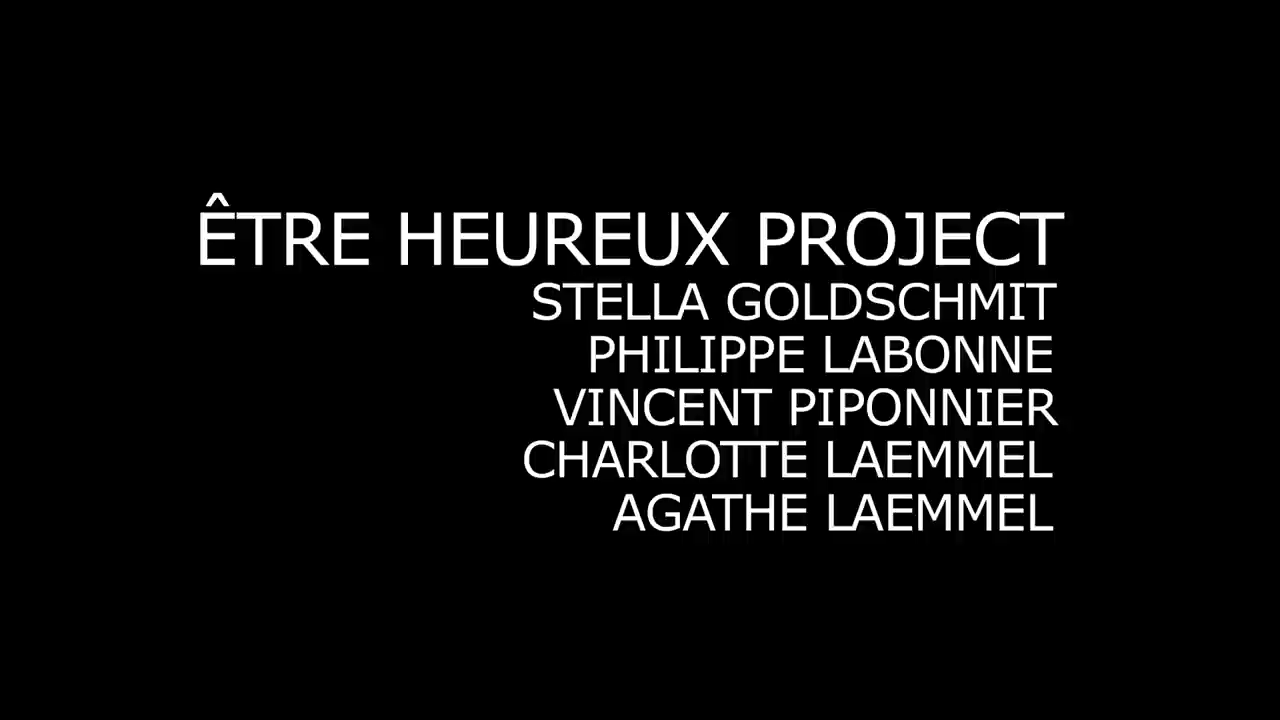 ÊTRE HEUREUX PROJECT
STELLA GOLDSCHMIT
PHILIPPE LABONNE
VINCENT PIPONNIER
CHARLOTTE LAEMMEL
AGATHE LAEMMEL